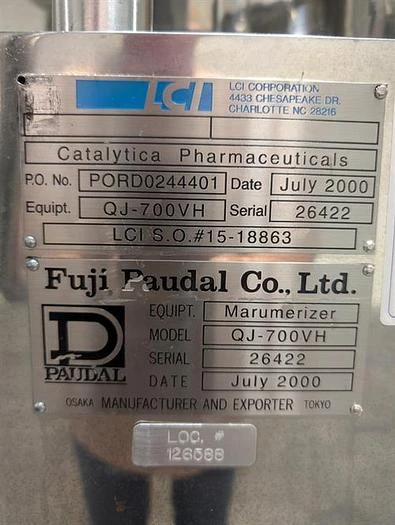 LCI
LCI CORPORATION
4433 CHESAPEAKE DR.
CHARLOTTE NC 28216
Catalytica Pharmaceuticals
P.O. No. PORD0244401 Date July 2000
Equipt. QJ-700VH Serial 26422
LCI S.O.#15-18863
Fuji Paudal Co., Ltd.
EQUIPT. Marumerizer
MODEL QJ-700VH
SERIAL 26422
DATE July 2000
PAUDAL
OSAKA MANUFACTURER AND EXPORTER TOKYO
LOC. #
126588